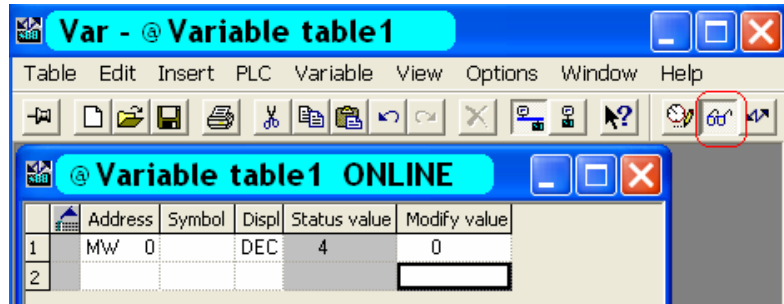 Var - @ Variable table1
Table Edit Insert PLC Variable View Options Window Help
@ Variable table1 ONLINE
Address Symbol Displ Status value Modify value
1 MW 0 DEC 4 0
2